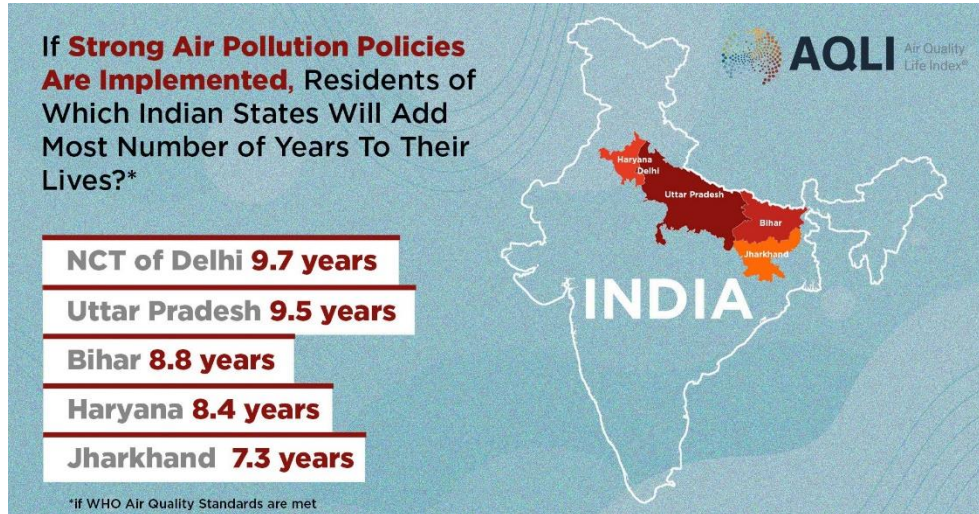 If Strong Air Pollution Policies
Are Implemented, Residents of
Which Indian States Will Add
Most Number of Years To Their
Lives?*
AQLI Air Quality
Life Index®
NCT of Delhi 9.7 years
Uttar Pradesh 9.5 years
Bihar 8.8 years
Haryana 8.4 years
Jharkhand 7.3 years
*if WHO Air Quality Standards are met
Haryana
Delhi
Uttar Pradesh
Bihar
Jharkhand
INDIA